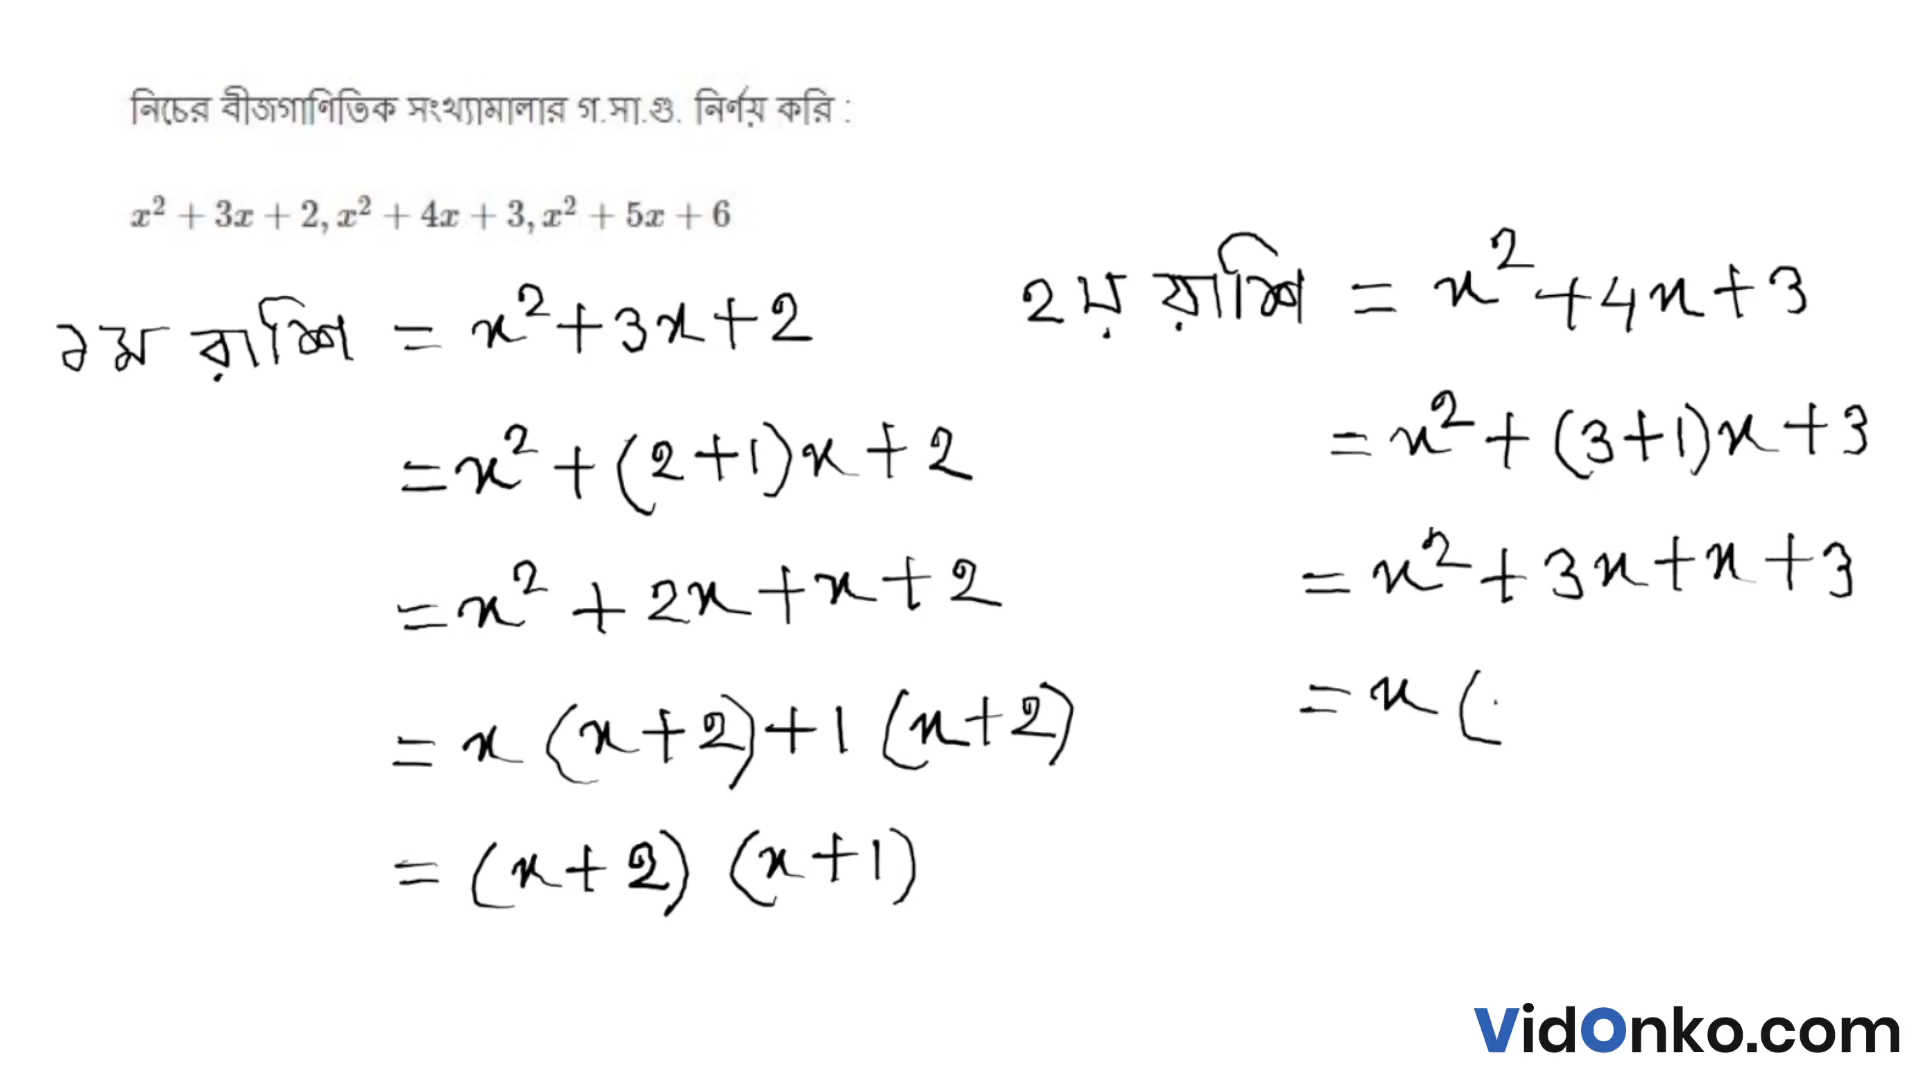 নিচের বীজগাণিতিক সংখ্যামালার গ.সা.গু. নির্ণয় করি :
x² + 3x + 2, x² + 4x + 3, x² + 5x + 6
১ম রাশি = x² + 3x + 2
= x² + (2+1)x + 2
= x² + 2x + x + 2
= x (x+2) + 1 (x+2)
= (x+2) (x+1)
2য় রাশি = x² + 4x + 3
= x² + (3+1)x + 3
= x² + 3x + x + 3
= x (
VidOnko.com